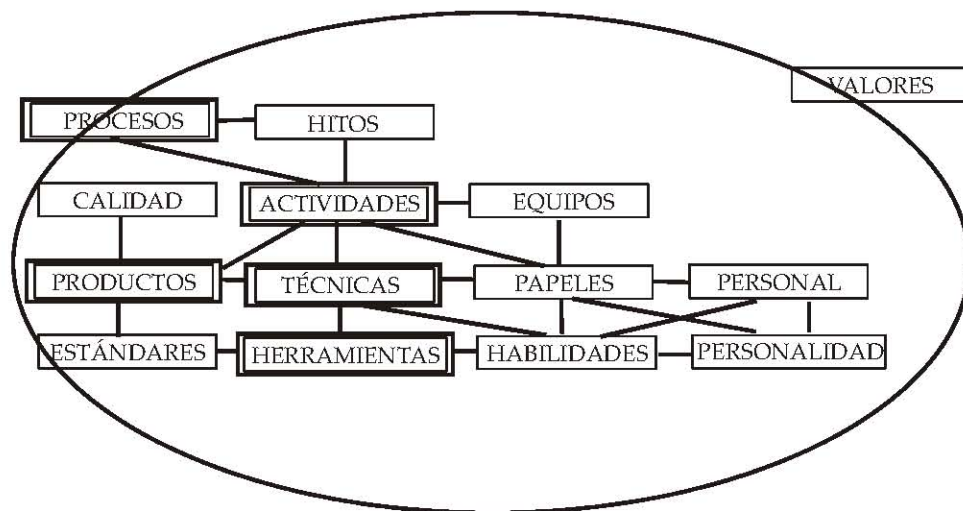 VALORES
PROCESOS
HITOS
CALIDAD
ACTIVIDADES
EQUIPOS
PRODUCTOS
TÉCNICAS
PAPELES
PERSONAL
ESTÁNDARES
HERRAMIENTAS
HABILIDADES
PERSONALIDAD